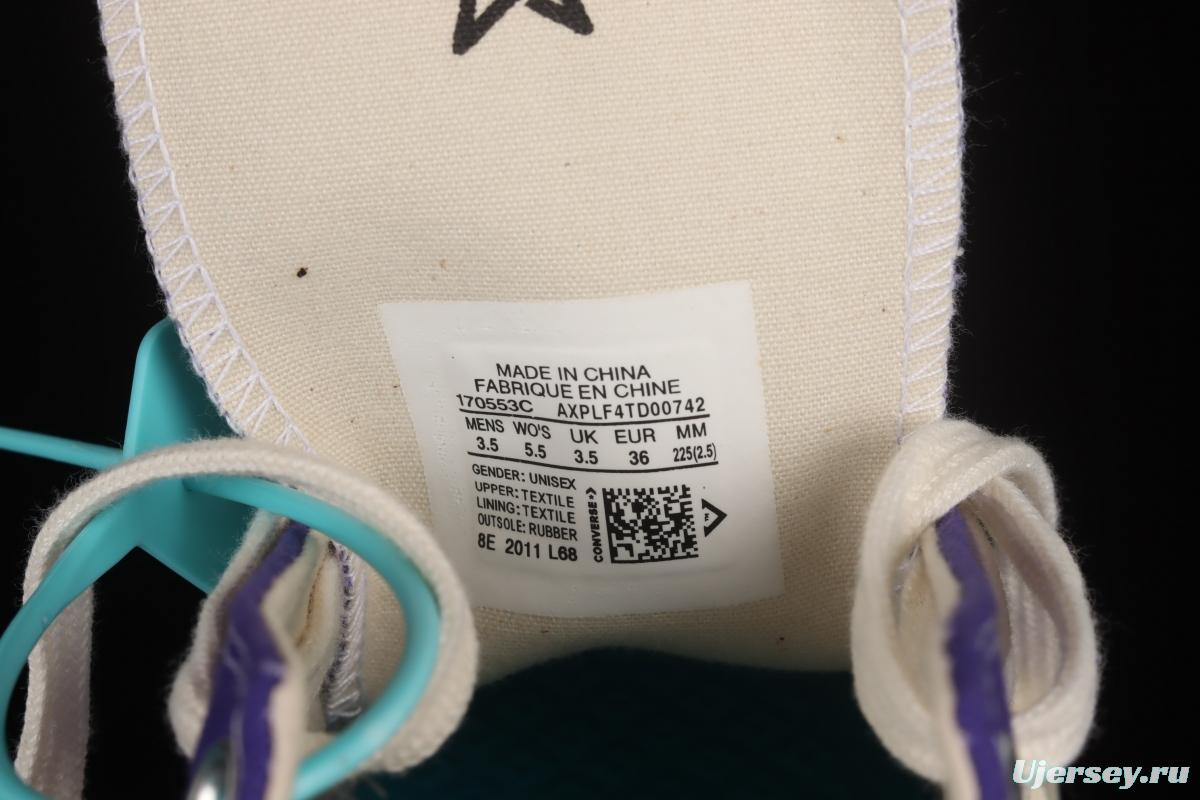 MADE IN CHINA
FABRIQUE EN CHINE
170553C AXPLF4TD00742
MENS WO'S UK EUR MM
3.5 5.5 3.5 36 225(2.5)
GENDER: UNISEX
UPPER: TEXTILE
LINING: TEXTILE
OUTSOLE: RUBBER
8E 2011 L68
CONVERSE
F
Ujersey.ru